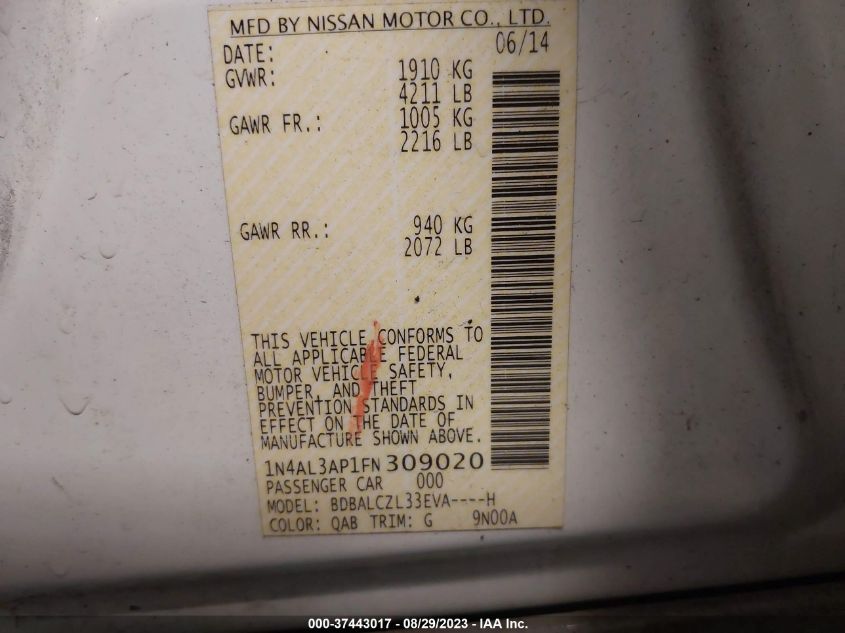 MFD BY NISSAN MOTOR CO., LTD.
DATE: 06/14
GVWR: 1910 KG
4211 LB
GAWR FR.: 1005 KG
2216 LB
GAWR RR.: 940 KG
2072 LB
THIS VEHICLE CONFORMS TO
ALL APPLICABLE FEDERAL
MOTOR VEHICLE SAFETY,
BUMPER, AND THEFT
PREVENTION STANDARDS IN
EFFECT ON THE DATE OF
MANUFACTURE SHOWN ABOVE.
1N4AL3AP1FN309020
PASSENGER CAR 000
MODEL: BDBALCZL33EVA----H
COLOR: QAB TRIM: G 9N00A
000-37443017 - 08/29/2023 - IAA Inc.